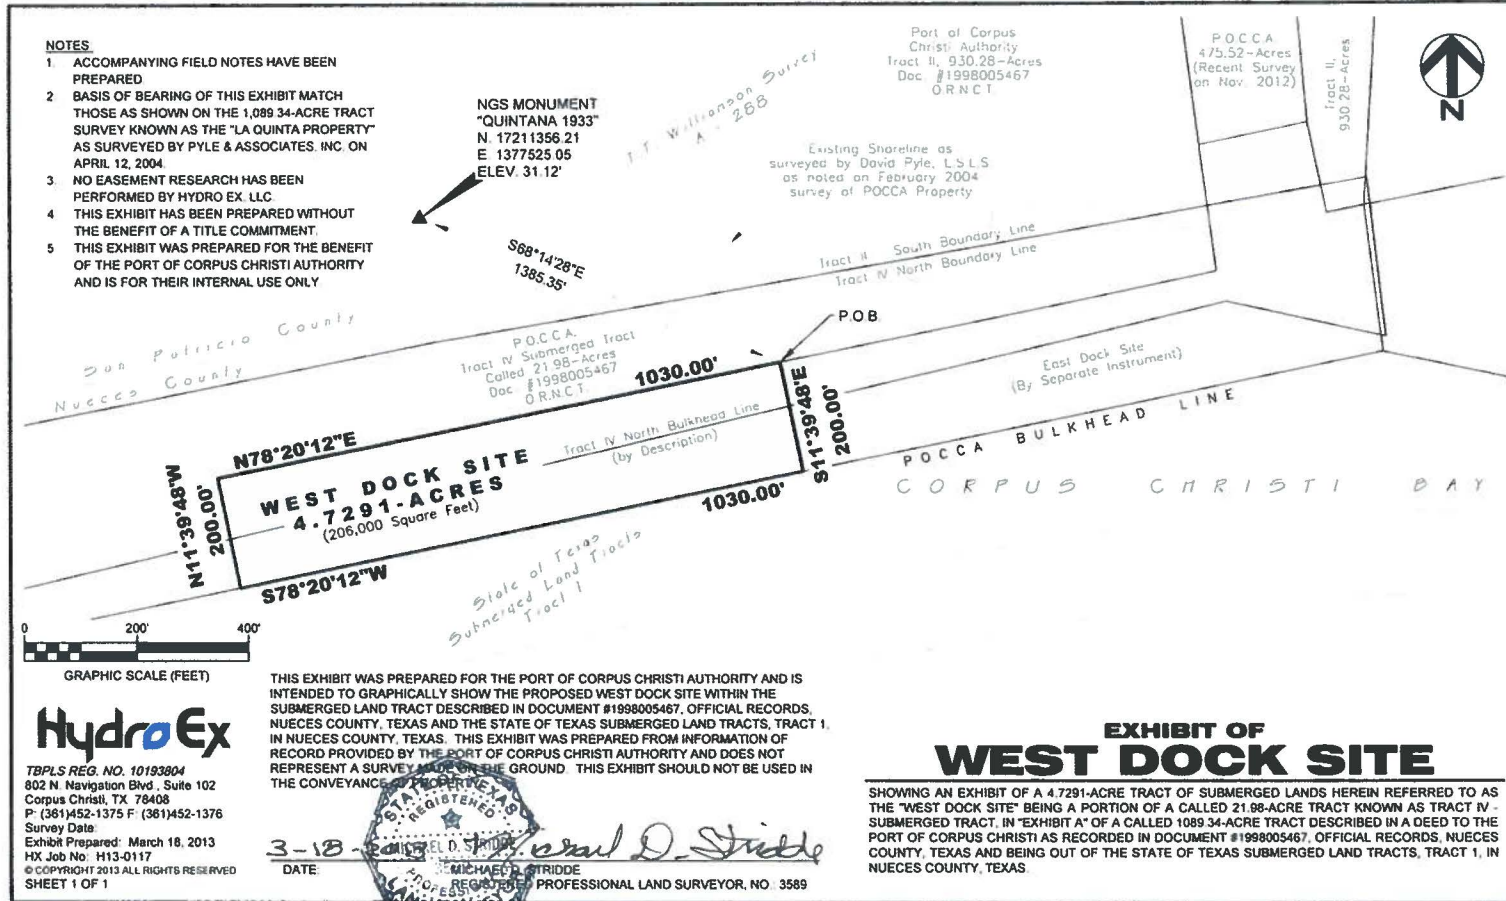 NOTES
1. ACCOMPANYING FIELD NOTES HAVE BEEN
PREPARED
2 BASIS OF BEARING OF THIS EXHIBIT MATCH
THOSE AS SHOWN ON THE 1,089.34-ACRE TRACT
SURVEY KNOWN AS THE "LA QUINTA PROPERTY"
AS SURVEYED BY PYLE & ASSOCIATES, INC. ON
APRIL 12, 2004.
3. NO EASEMENT RESEARCH HAS BEEN
PERFORMED BY HYDRO EX, LLC
4 THIS EXHIBIT HAS BEEN PREPARED WITHOUT
THE BENEFIT OF A TITLE COMMITMENT.
5 THIS EXHIBIT WAS PREPARED FOR THE BENEFIT
OF THE PORT OF CORPUS CHRISTI AUTHORITY
AND IS FOR THEIR INTERNAL USE ONLY
NGS MONUMENT
"QUINTANA 1933"
N. 17211356.21
E. 1377525.05
ELEV. 31.12'
S68°14'28"E
1385.35'
T.T. Williamson Survey
A - 288
Port of Corpus
Christi Authority
Tract II, 930.28-Acres
Doc. #1998005467
O.R.N.C.T.
P.O.C.C.A.
475.52-Acres
(Recent Survey
on Nov. 2012)
Tract II,
930.28-Acres
N
Existing Shoreline as
surveyed by David Pyle, L.S.L.S
as noted on February 2004
survey of POCCA Property
Tract II South Boundary Line
Tract IV North Boundary Line
San Patricio County
Nueces County
P.O.C.C.A.
Tract IV Submerged Tract
Called 21.98-Acres
Doc. #1998005467
O.R.N.C.T.
P.O.B.
1030.00'
N78°20'12"E
S11°39'48"E
200.00'
East Dock Site
(By Separate Instrument)
Tract IV North Bulkhead Line
(by Description)
WEST DOCK SITE
4.7291-ACRES
(206,000 Square Feet)
N11°39'48"W
200.00'
1030.00'
S78°20'12"W
POCCA BULKHEAD LINE
CORPUS CHRISTI BAY
State of Texas
Submerged Land Tracts
Tract 1
0 200' 400'
GRAPHIC SCALE (FEET)
HydroEx
TBPLS REG. NO. 10193804
802 N. Navigation Blvd., Suite 102
Corpus Christi, TX 78408
P: (361)452-1375 F: (361)452-1376
Survey Date:
Exhibit Prepared: March 18, 2013
HX Job No: H13-0117
© COPYRIGHT 2013 ALL RIGHTS RESERVED
SHEET 1 OF 1
THIS EXHIBIT WAS PREPARED FOR THE PORT OF CORPUS CHRISTI AUTHORITY AND IS
INTENDED TO GRAPHICALLY SHOW THE PROPOSED WEST DOCK SITE WITHIN THE
SUBMERGED LAND TRACT DESCRIBED IN DOCUMENT #1998005467, OFFICIAL RECORDS,
NUECES COUNTY, TEXAS AND THE STATE OF TEXAS SUBMERGED LAND TRACTS, TRACT 1,
IN NUECES COUNTY, TEXAS. THIS EXHIBIT WAS PREPARED FROM INFORMATION OF
RECORD PROVIDED BY THE PORT OF CORPUS CHRISTI AUTHORITY AND DOES NOT
REPRESENT A SURVEY MADE ON THE GROUND. THIS EXHIBIT SHOULD NOT BE USED IN
THE CONVEYANCE OF PROPERTY
STATE OF TEXAS
REGISTERED
MICHAEL D. STRIDDE
PROFESSIONAL
3-18- Michael D. Stridde
DATE: MICHAEL D. STRIDDE
REGISTERED PROFESSIONAL LAND SURVEYOR, NO. 3589
EXHIBIT OF
WEST DOCK SITE
SHOWING AN EXHIBIT OF A 4.7291-ACRE TRACT OF SUBMERGED LANDS HEREIN REFERRED TO AS
THE "WEST DOCK SITE" BEING A PORTION OF A CALLED 21.98-ACRE TRACT KNOWN AS TRACT IV -
SUBMERGED TRACT, IN "EXHIBIT A" OF A CALLED 1089.34-ACRE TRACT DESCRIBED IN A DEED TO THE
PORT OF CORPUS CHRISTI AS RECORDED IN DOCUMENT #1998005467, OFFICIAL RECORDS, NUECES
COUNTY, TEXAS AND BEING OUT OF THE STATE OF TEXAS SUBMERGED LAND TRACTS, TRACT 1, IN
NUECES COUNTY, TEXAS.